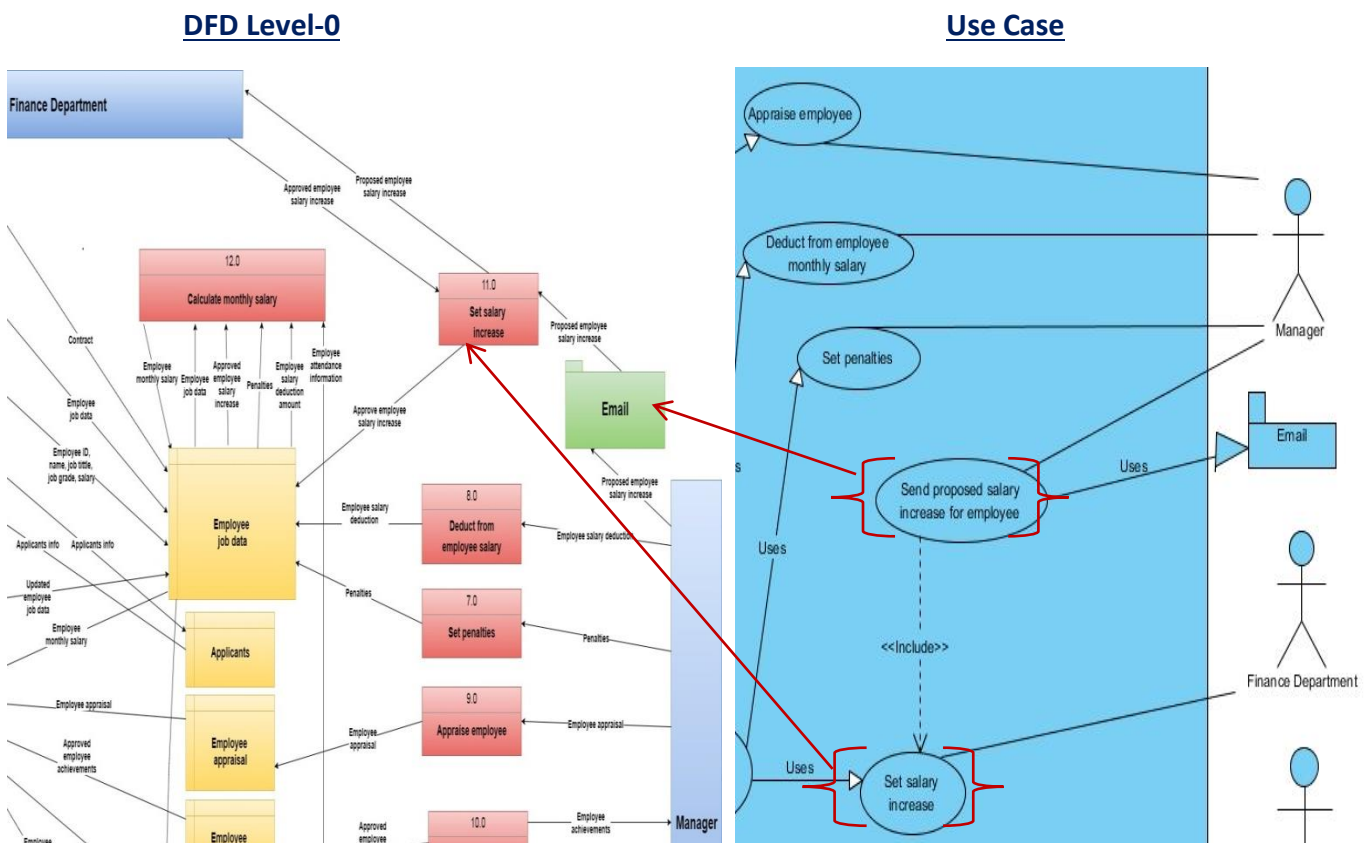 DFD Level-0
Use Case
Finance Department
Approved employee
salary increase
Proposed employee
salary increase
12.0
Calculate monthly salary
11.0
Set salary
increase
Contract
Employee
monthly salary
Employee
job data
Approved
employee
salary
increase
Penalties
Employee
salary
deduction
amount
Employee
attendance
information
Proposed employee
salary increase
Employee
job data
Approve employee
salary increase
Email
Employee ID,
name, job tittle,
job grade, salary
Employee
job data
Proposed employee
salary increase
Employee salary
deduction
8.0
Deduct from
employee salary
Employee salary deduction
Applicants info
Applicants info
Updated
employee
job data
Penalties
7.0
Set penalties
Penalties
Employee
monthly salary
Applicants
Employee appraisal
Employee
appraisal
Employee
appraisal
9.0
Appraise employee
Employee appraisal
Approved
employee
achievements
Employee
Employee
Approved
employee
10.0
Employee
achievements
Manager
Appraise employee
Deduct from employee
monthly salary
Manager
Set penalties
Email
s
Send proposed salary
increase for employee
Uses
Uses
<<Include>>
Finance Department
Uses
Set salary
increase